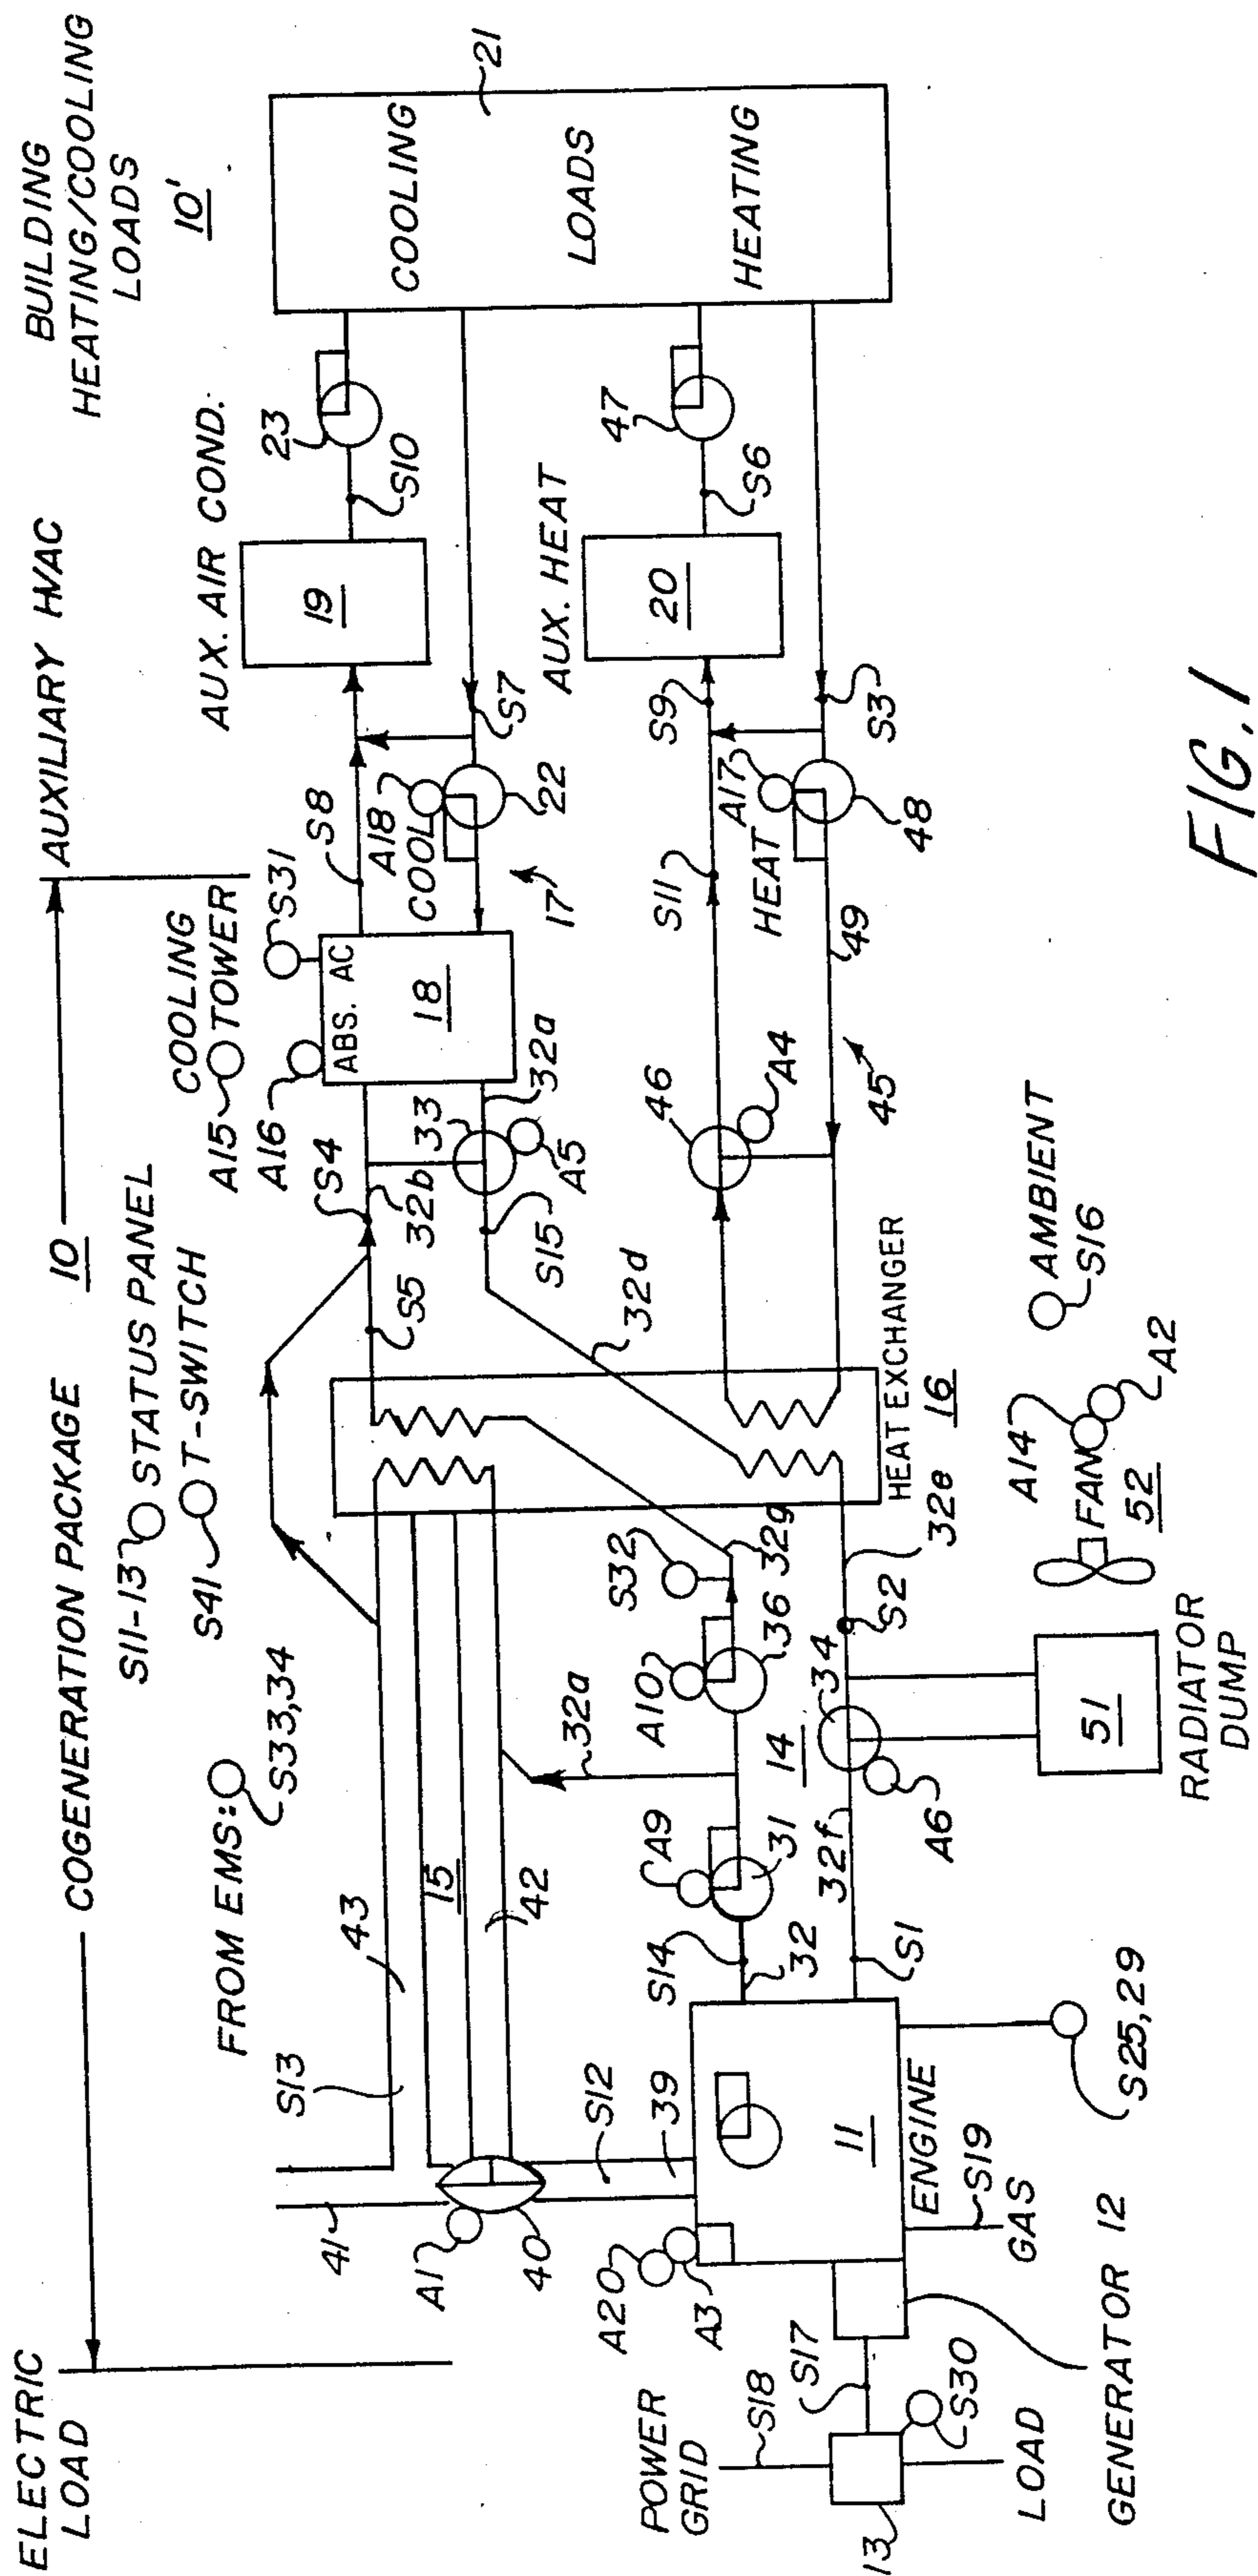 ELECTRIC
LOAD
COGENERATION PACKAGE 10
AUXILIARY HVAC
BUILDING
HEATING/COOLING
LOADS
10'
S11-13 STATUS PANEL
S41 T-SWITCH
FROM EMS:
S33,34
COOLING
A15 TOWER
A16
S31
ABS. AC
18
AUX. AIR COND.
19
23
S10
COOLING
LOADS
HEATING
21
S13
43
41
A1
40
15
42
S12
39
S5
S4
32b
33
32a
A5
S15
32d
S8
A18
COOL
22
S7
17
AUX. HEAT
20
47
S6
S9
S11
A17
HEAT
48
S3
49
46
A4
45
HEAT EXCHANGER
16
A20
A3
11
ENGINE
S14
32
A9
31
32a
A10
36
S32
32g
14
34
32f
S1
A6
S2
32e
51
RADIATOR
DUMP
FAN
52
A14
A2
AMBIENT
S16
POWER
GRID
S18
S17
13
S30
LOAD
GENERATOR 12
GAS
S19
S25,29
FIG. 1